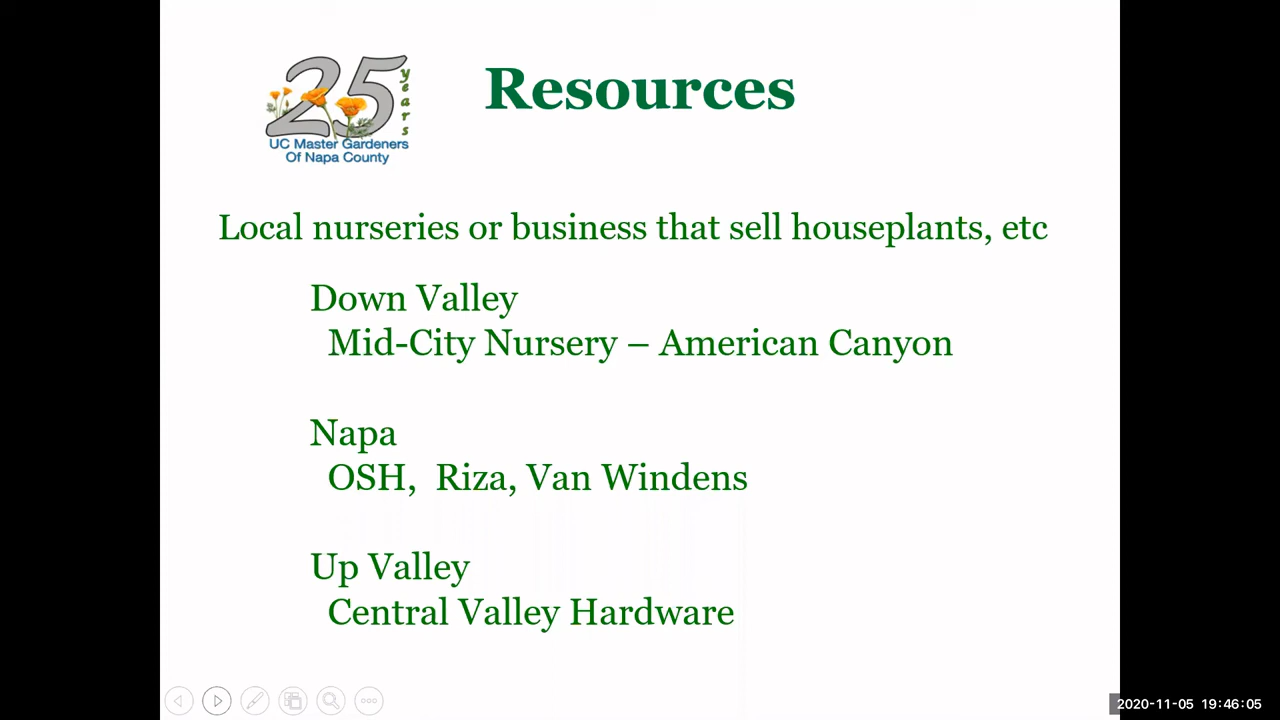 25 years
UC Master Gardeners
Of Napa County
Resources
Local nurseries or business that sell houseplants, etc
Down Valley
Mid-City Nursery – American Canyon
Napa
OSH,  Riza, Van Windens
Up Valley
Central Valley Hardware
2020-11-05 19:46:05